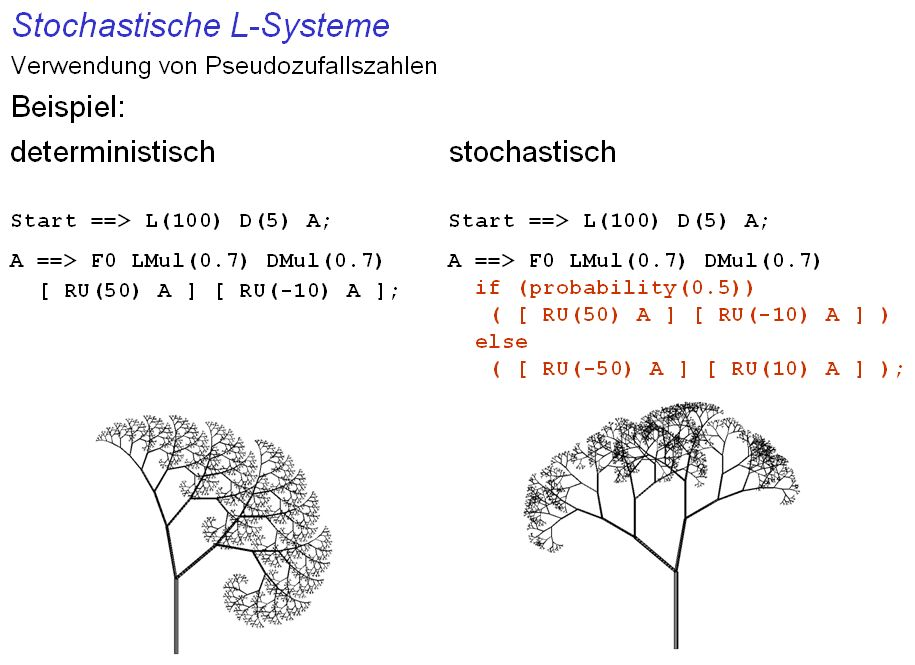 Stochastische L-Systeme
Verwendung von Pseudozufallszahlen
Beispiel:
deterministisch
Start ==> L(100) D(5) A;
A ==> F0 LMul(0.7) DMul(0.7)
[ RU(50) A ] [ RU(-10) A ];
stochastisch
Start ==> L(100) D(5) A;
A ==> F0 LMul(0.7) DMul(0.7)
if (probability(0.5))
( [ RU(50) A ] [ RU(-10) A ] )
else
( [ RU(-50) A ] [ RU(10) A ] );